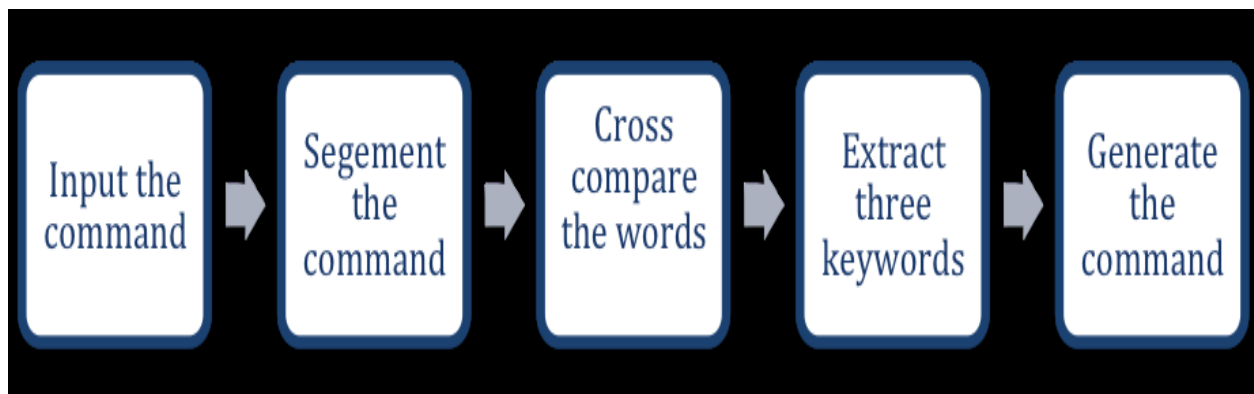 Input the
command
Segement
the
command
Cross
compare
the words
Extract
three
keywords
Generate
the
command